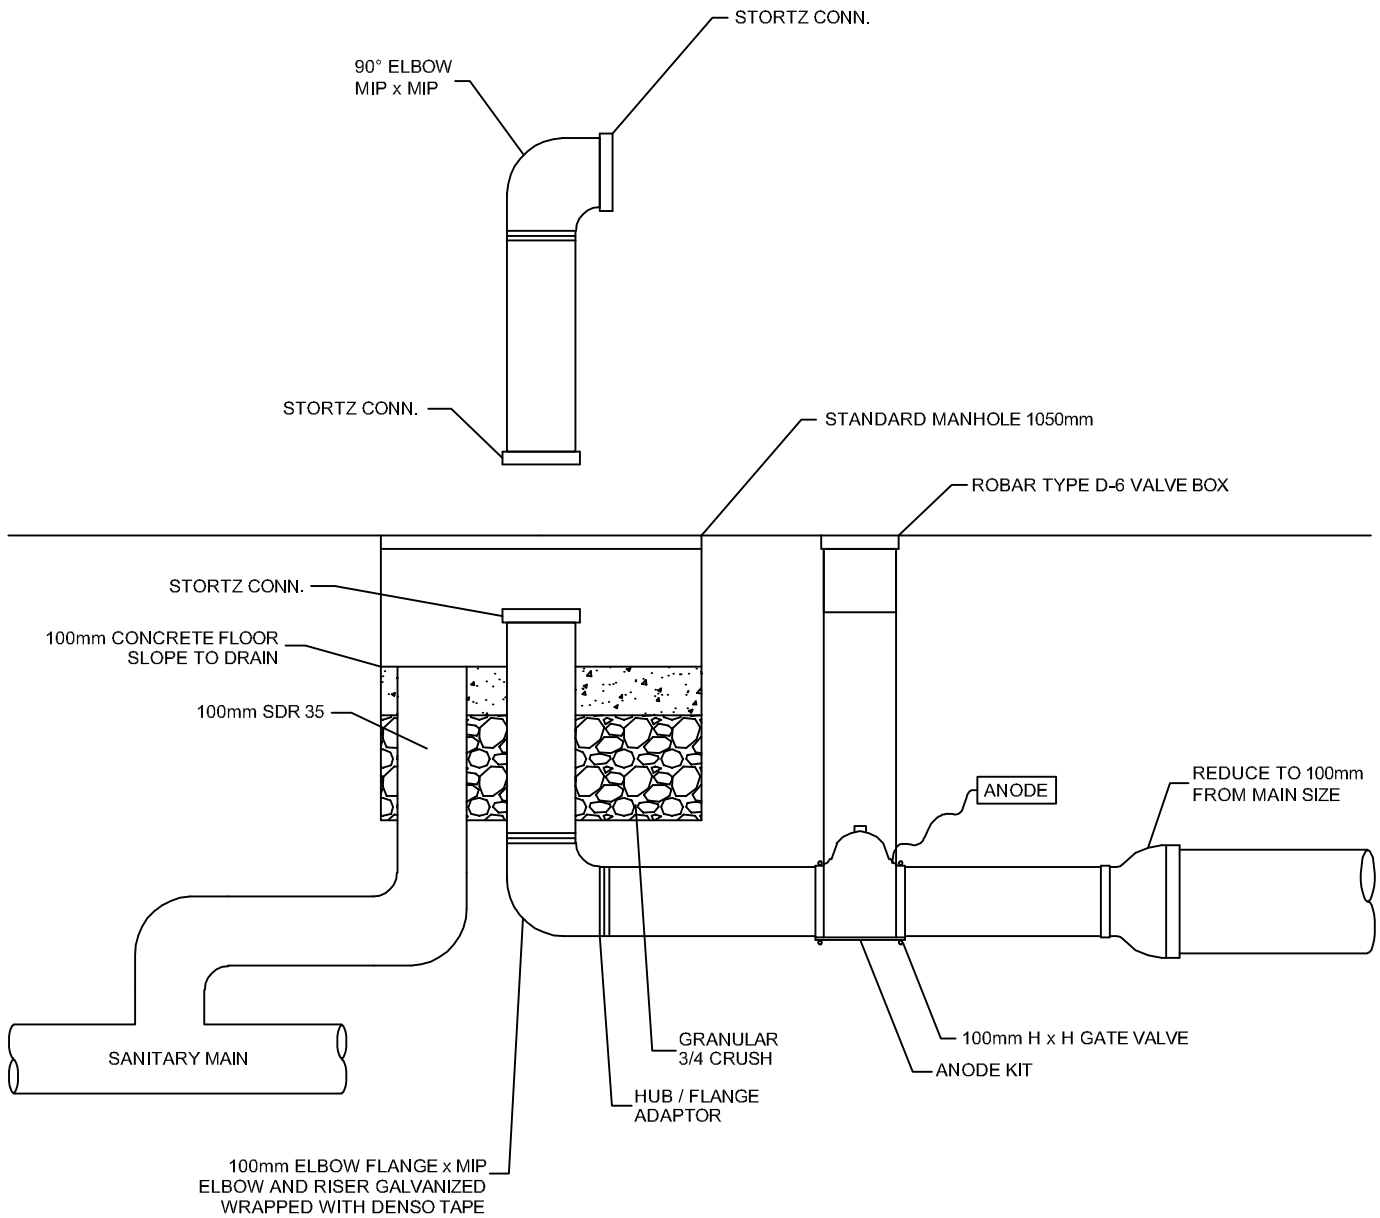 STORTZ CONN.
90° ELBOW
MIP x MIP
STORTZ CONN.
STANDARD MANHOLE 1050mm
ROBAR TYPE D-6 VALVE BOX
STORTZ CONN.
100mm CONCRETE FLOOR
SLOPE TO DRAIN
100mm SDR 35
ANODE
REDUCE TO 100mm
FROM MAIN SIZE
SANITARY MAIN
GRANULAR
3/4 CRUSH
100mm H x H GATE VALVE
ANODE KIT
HUB / FLANGE
ADAPTOR
100mm ELBOW FLANGE x MIP
ELBOW AND RISER GALVANIZED
WRAPPED WITH DENSO TAPE